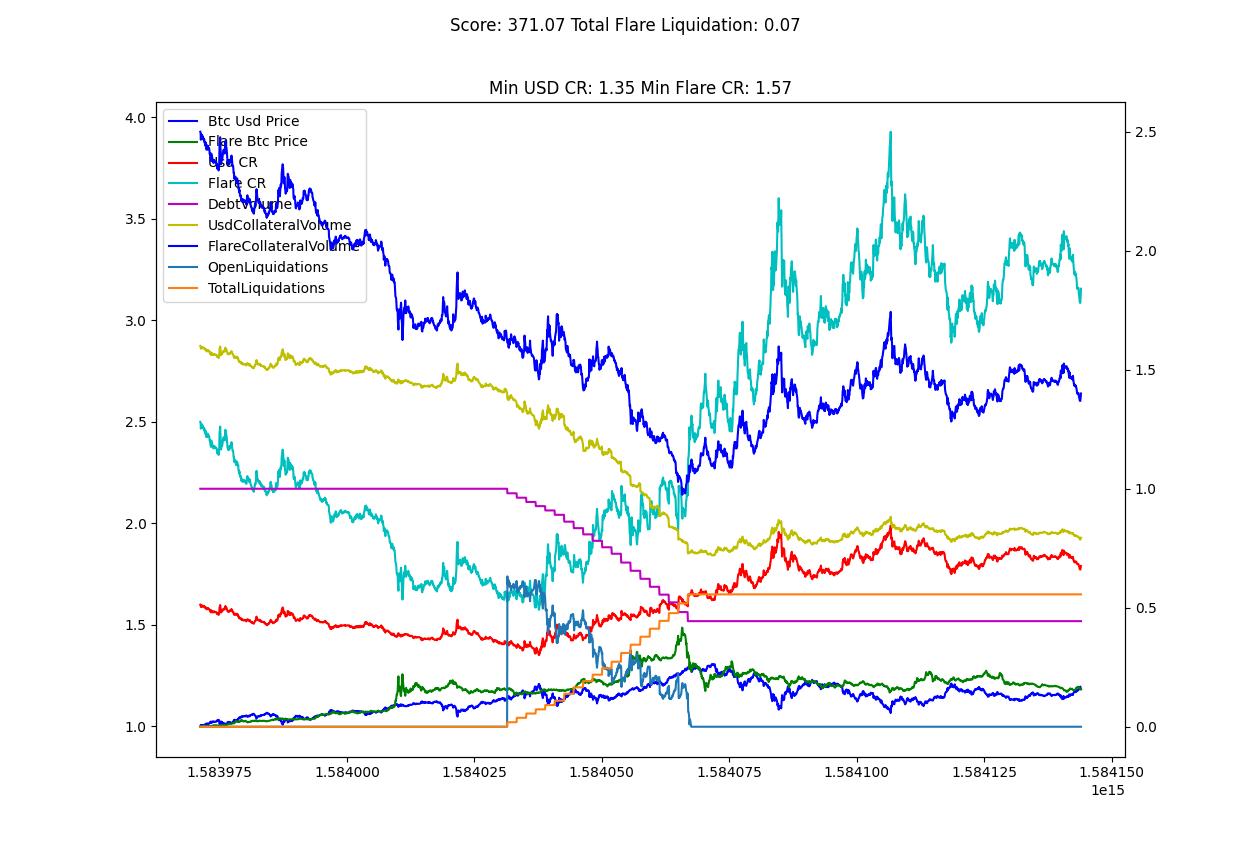 Score: 371.07 Total Flare Liquidation: 0.07
Min USD CR: 1.35 Min Flare CR: 1.57
Btc Usd Price
Flare Btc Price
Usd CR
Flare CR
DebtVolume
UsdCollateralVolume
FlareCollateralVolume
OpenLiquidations
TotalLiquidations
4.0
3.5
3.0
2.5
2.0
1.5
1.0
2.5
2.0
1.5
1.0
0.5
0.0
1.583975 1.584000 1.584025 1.584050 1.584075 1.584100 1.584125 1.584150
1e15